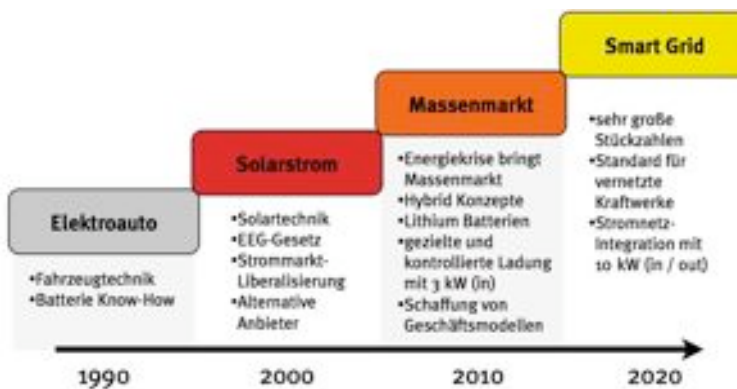 Elektroauto
•Fahrzeugtechnik
•Batterie Know-How
Solarstrom
•Solartechnik
•EEG-Gesetz
•Strommarkt-
Liberalisierung
•Alternative
Anbieter
Massenmarkt
•Energiekrise bringt
Massenmarkt
•Hybrid Konzepte
•Lithium Batterien
•gezielte und
kontrollierte Ladung
mit 3 kW (in)
•Schaffung von
Geschäftsmodellen
Smart Grid
•sehr große
Stückzahlen
•Standard für
vernetzte
Kraftwerke
•Stromnetz-
Integration mit
10 kW (in / out)
1990 2000 2010 2020